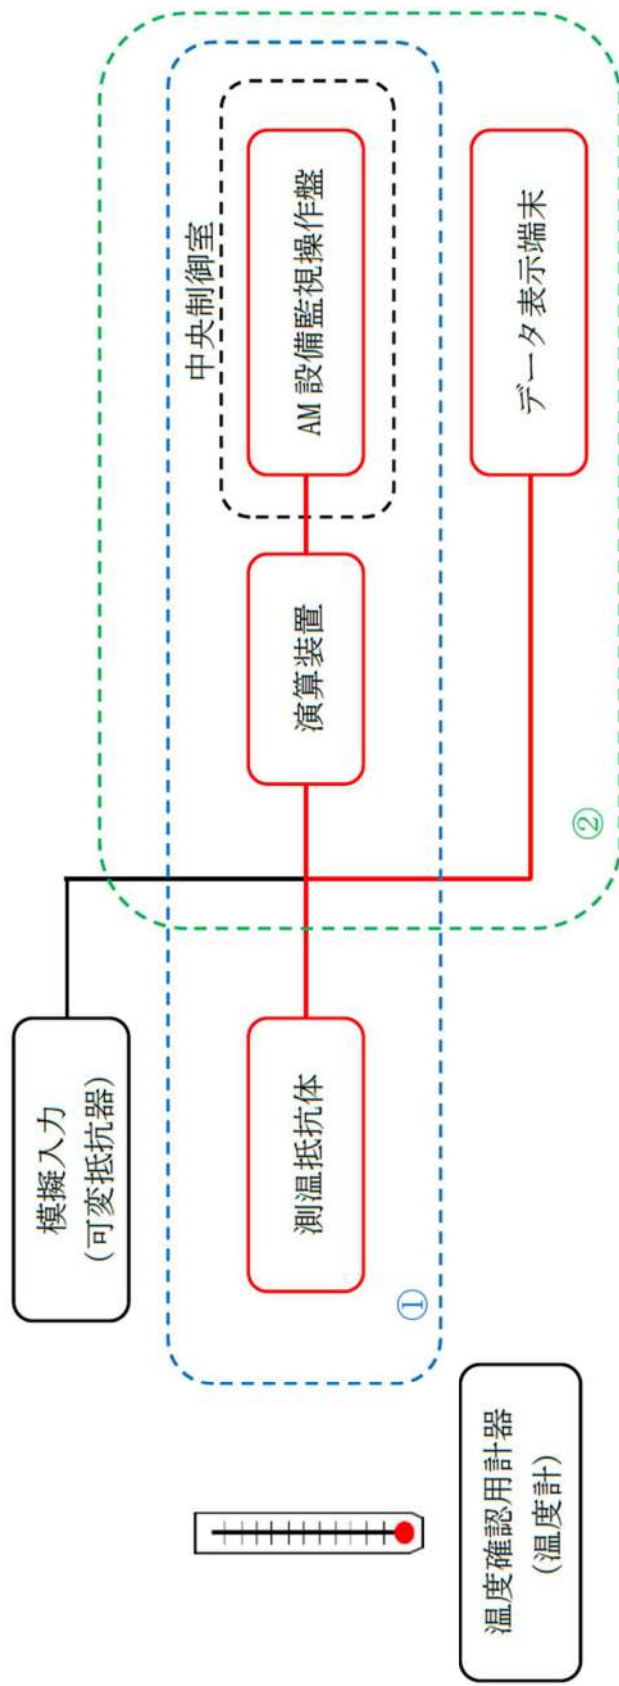 模擬入力
(可変抵抗器)
中央制御室
測温抵抗体
演算装置
AM 設備監視操作盤
①
温度確認用計器
(温度計)
データ表示端末
②